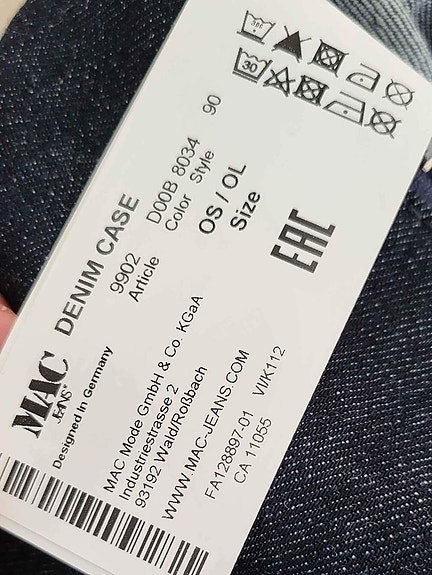 MAC
JEANS®
DENIM CASE
Designed In Germany
9902 D00B 8034 90
Article Color Style
OS / OL
Size
EAC
MAC Mode GmbH & Co. KGaA
Industriestrasse 2
93192 Wald/Roßbach
WWW.MAC-JEANS.COM
FA128897-01 VIIK112
CA 11055
30